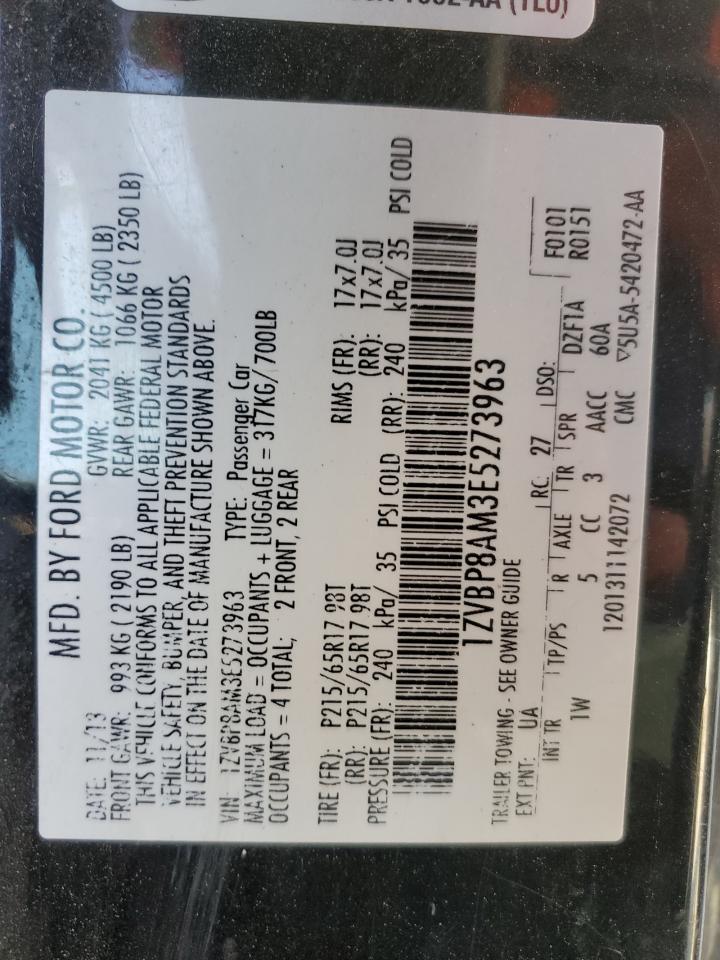 -AA (TLU)
MFD. BY FORD MOTOR CO.
DATE: 11/13 GVWR: 2041 KG ( 4500 LB)
FRONT GAWR: 993 KG ( 2190 LB) REAR GAWR: 1066 KG ( 2350 LB)
THIS VEHICLE CONFORMS TO ALL APPLICABLE FEDERAL MOTOR
VEHICLE SAFETY, BUMPER, AND THEFT PREVENTION STANDARDS
IN EFFECT ON THE DATE OF MANUFACTURE SHOWN ABOVE.
VIN: 1ZVBP8AM3E5273963 TYPE: Passenger Car
MAXIMUM LOAD = OCCUPANTS + LUGGAGE = 317KG/700LB
OCCUPANTS = 4 TOTAL; 2 FRONT, 2 REAR
TIRE (FR): P215/65R17 98T RIMS (FR): 17x7.0J
(RR): P215/65R17 98T (RR): 17x7.0J
PRESSURE (FR): 240 kPa/ 35 PSI COLD (RR): 240 kPa/ 35 PSI COLD
1ZVBP8AM3E5273963
TRAILER TOWING - SEE OWNER GUIDE
EXT PNT: UA RC: 27 DSO: F0101
INT TR TP/PS R AXLE TR SPR DZF1A R0151
1W 5 CC 3 AACC 60A
1201311142072 CMC ▽5U5A-5420472-AA